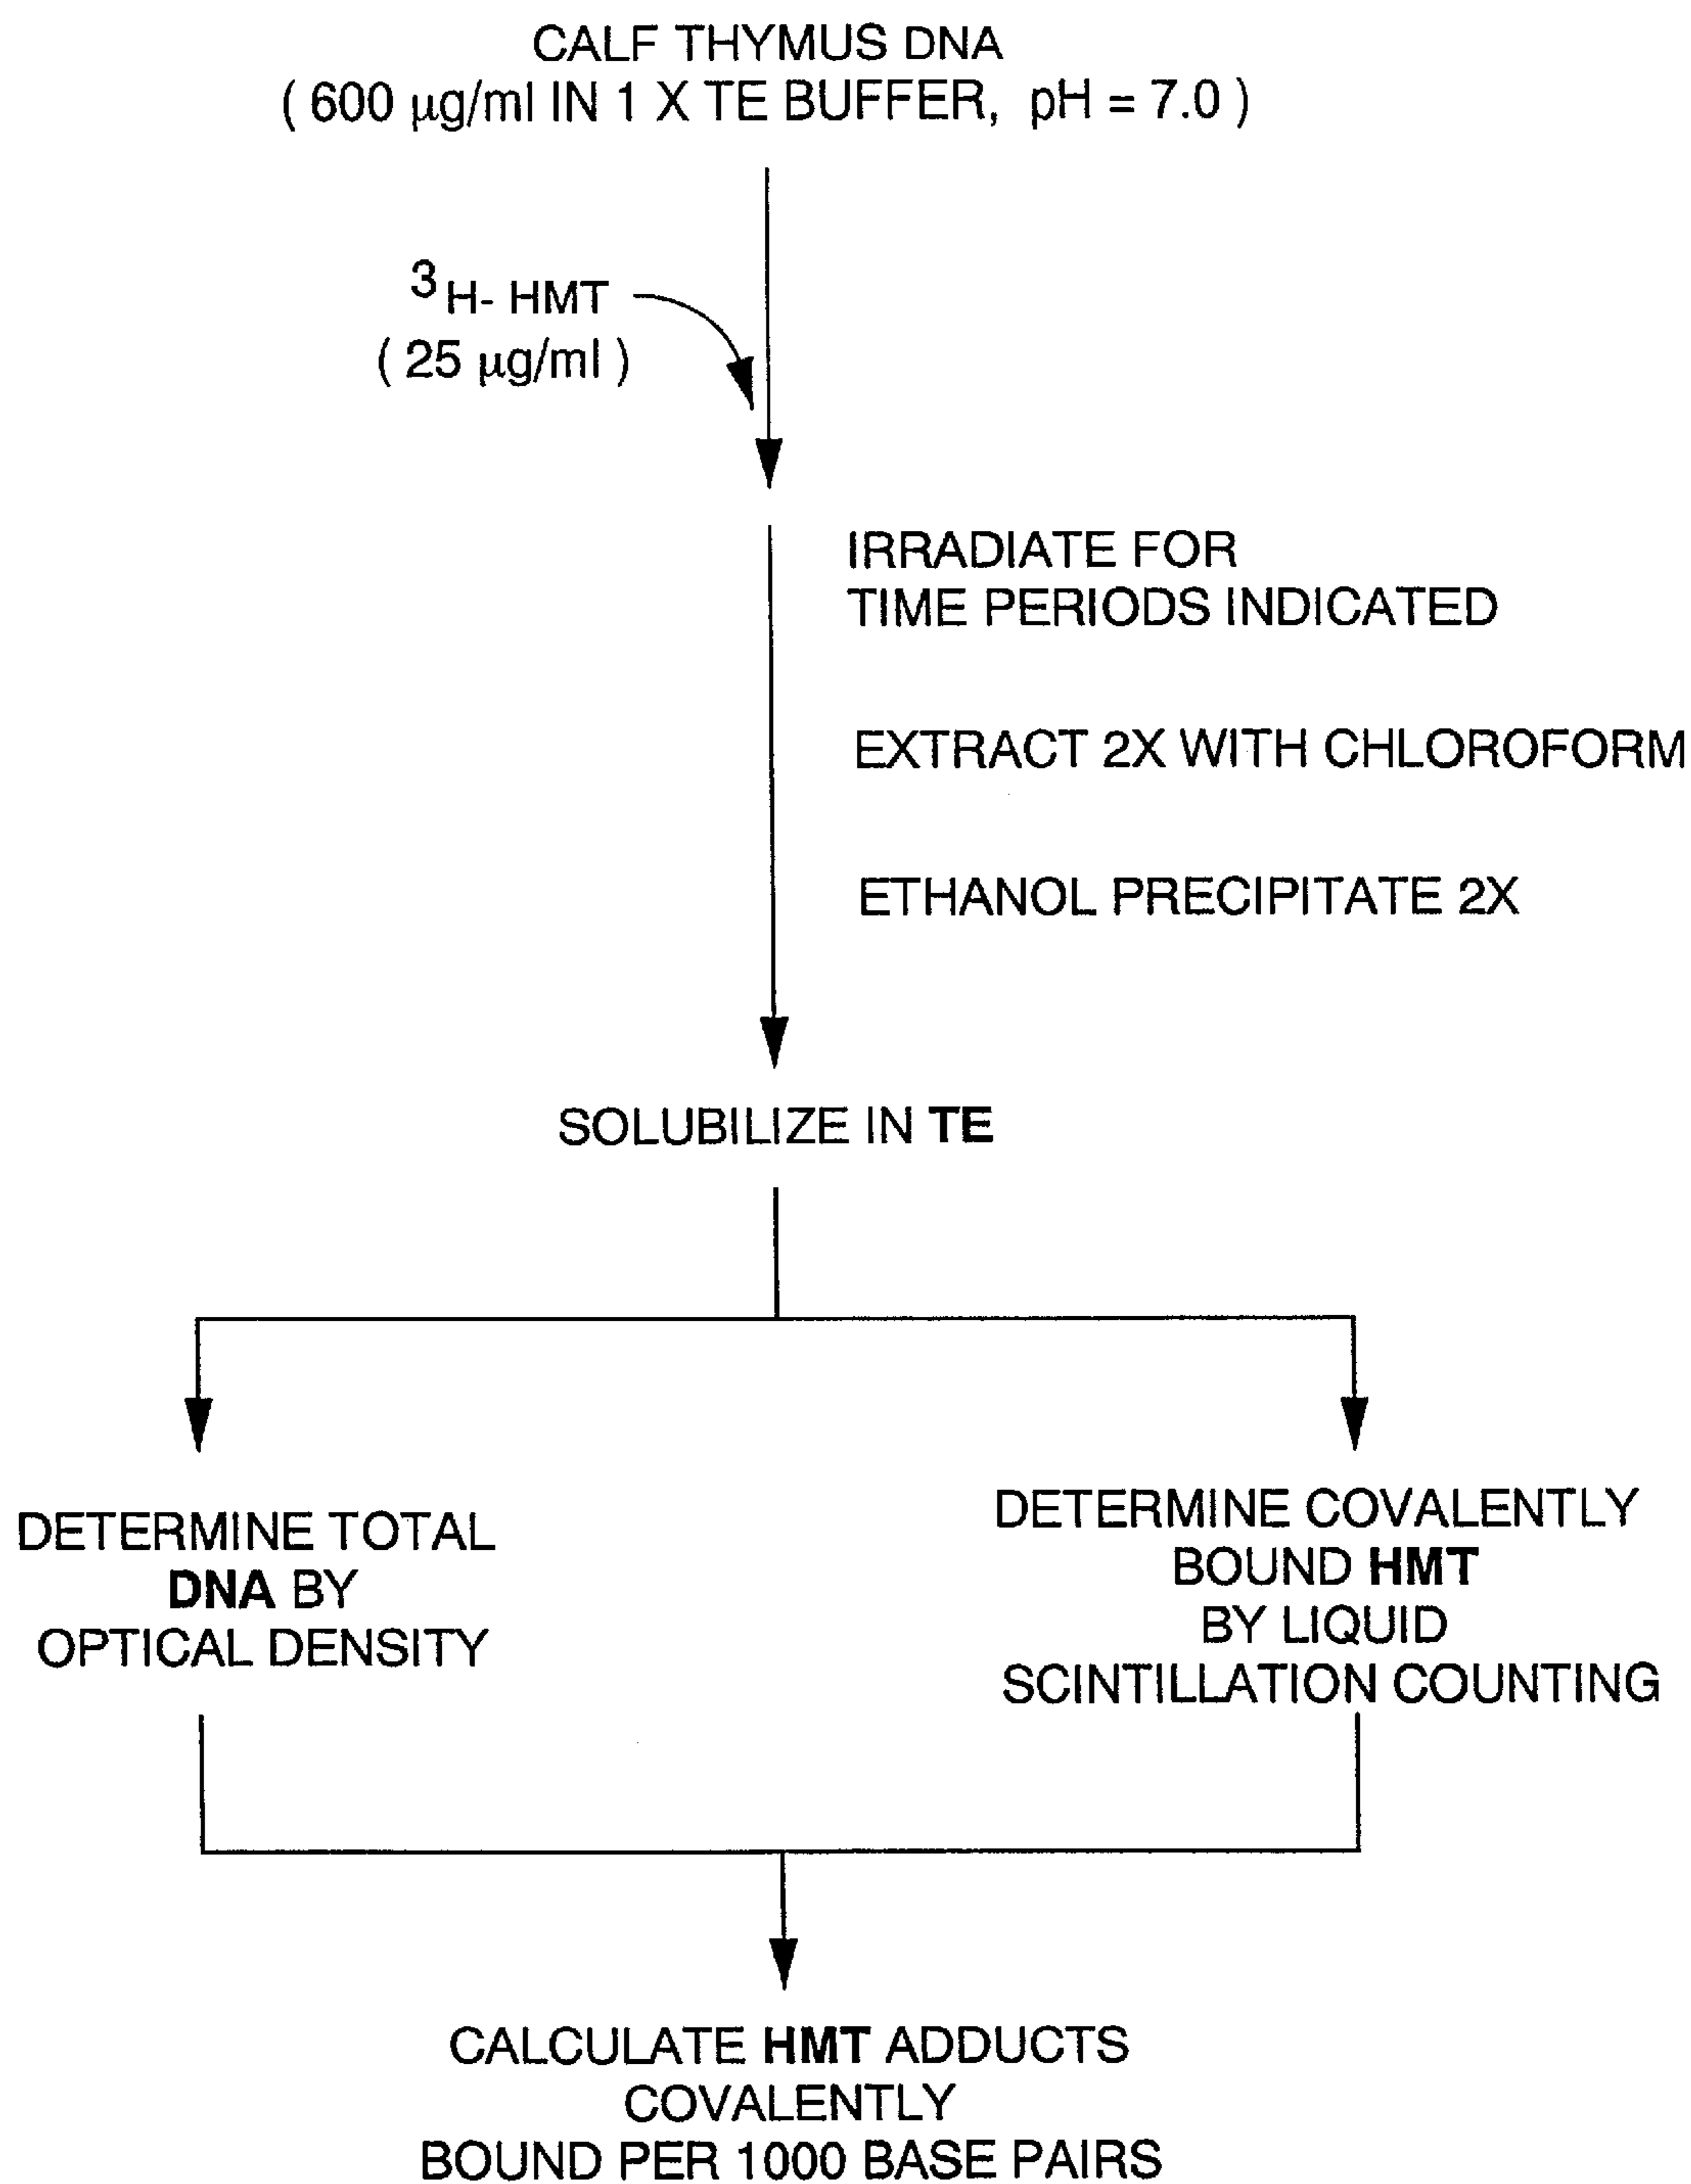 CALF THYMUS DNA
( 600 µg/ml IN 1 X TE BUFFER, pH = 7.0 )
³H- HMT
( 25 µg/ml )
IRRADIATE FOR
TIME PERIODS INDICATED
EXTRACT 2X WITH CHLOROFORM
ETHANOL PRECIPITATE 2X
SOLUBILIZE IN TE
DETERMINE TOTAL
DNA BY
OPTICAL DENSITY
DETERMINE COVALENTLY
BOUND HMT
BY LIQUID
SCINTILLATION COUNTING
CALCULATE HMT ADDUCTS
COVALENTLY
BOUND PER 1000 BASE PAIRS